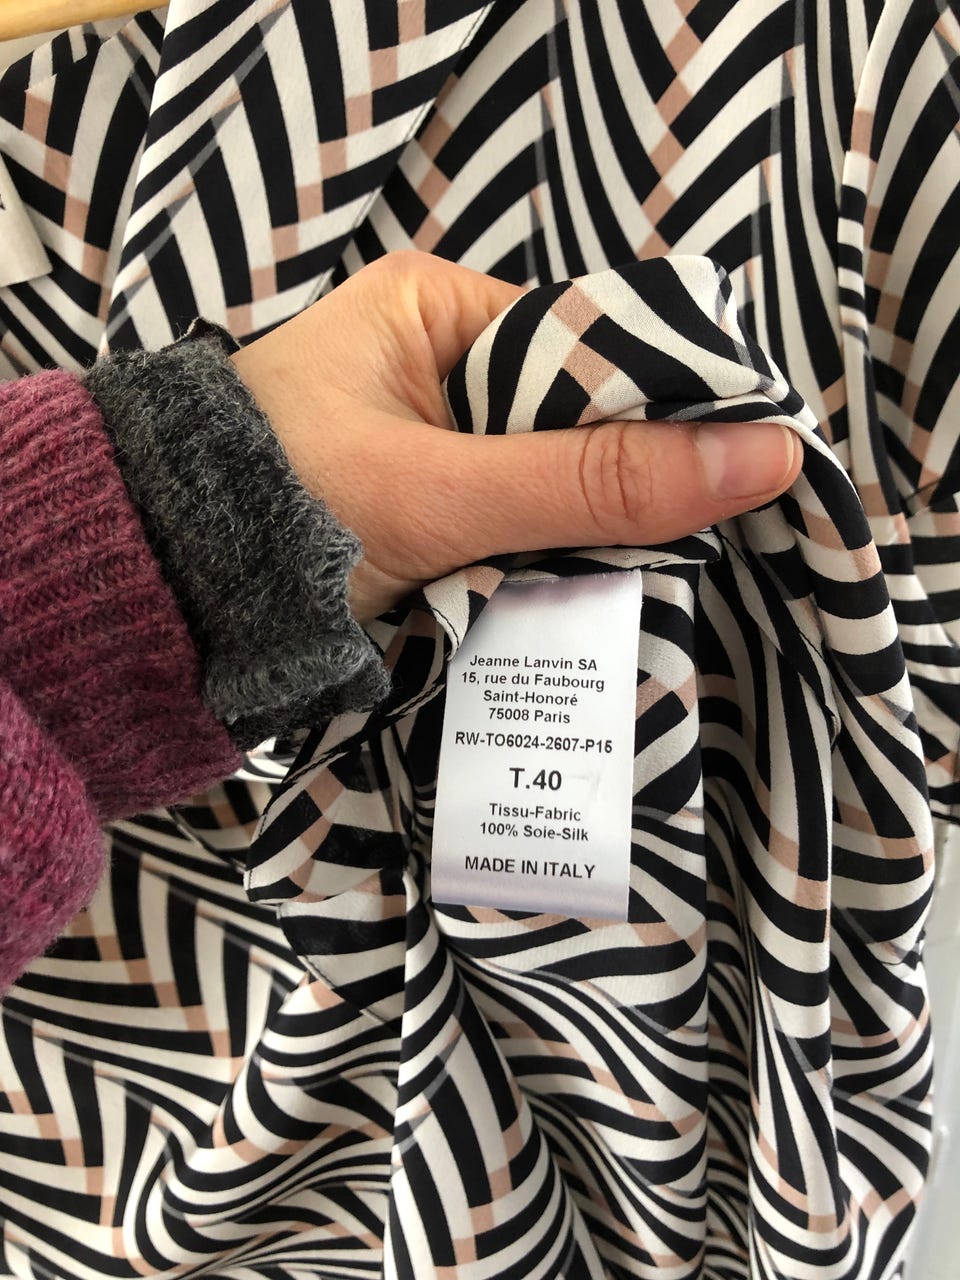 Jeanne Lanvin SA
15, rue du Faubourg
Saint-Honoré
75008 Paris
RW-TO6024-2607-P15
T.40
Tissu-Fabric
100% Soie-Silk
MADE IN ITALY